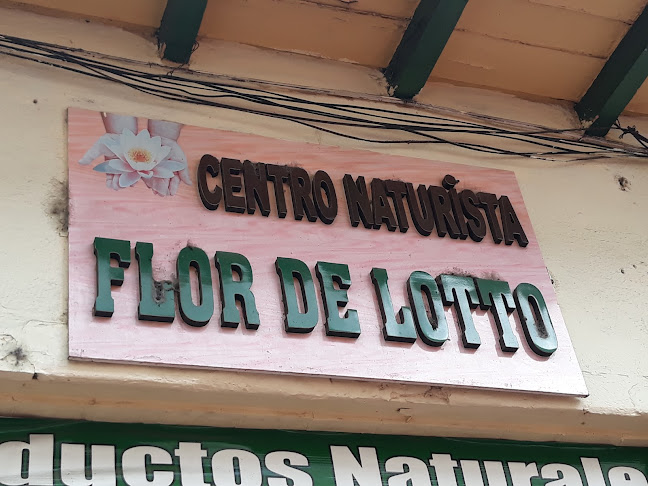 CENTRO NATURISTA
FLOR DE LOTTO
ductos Naturale